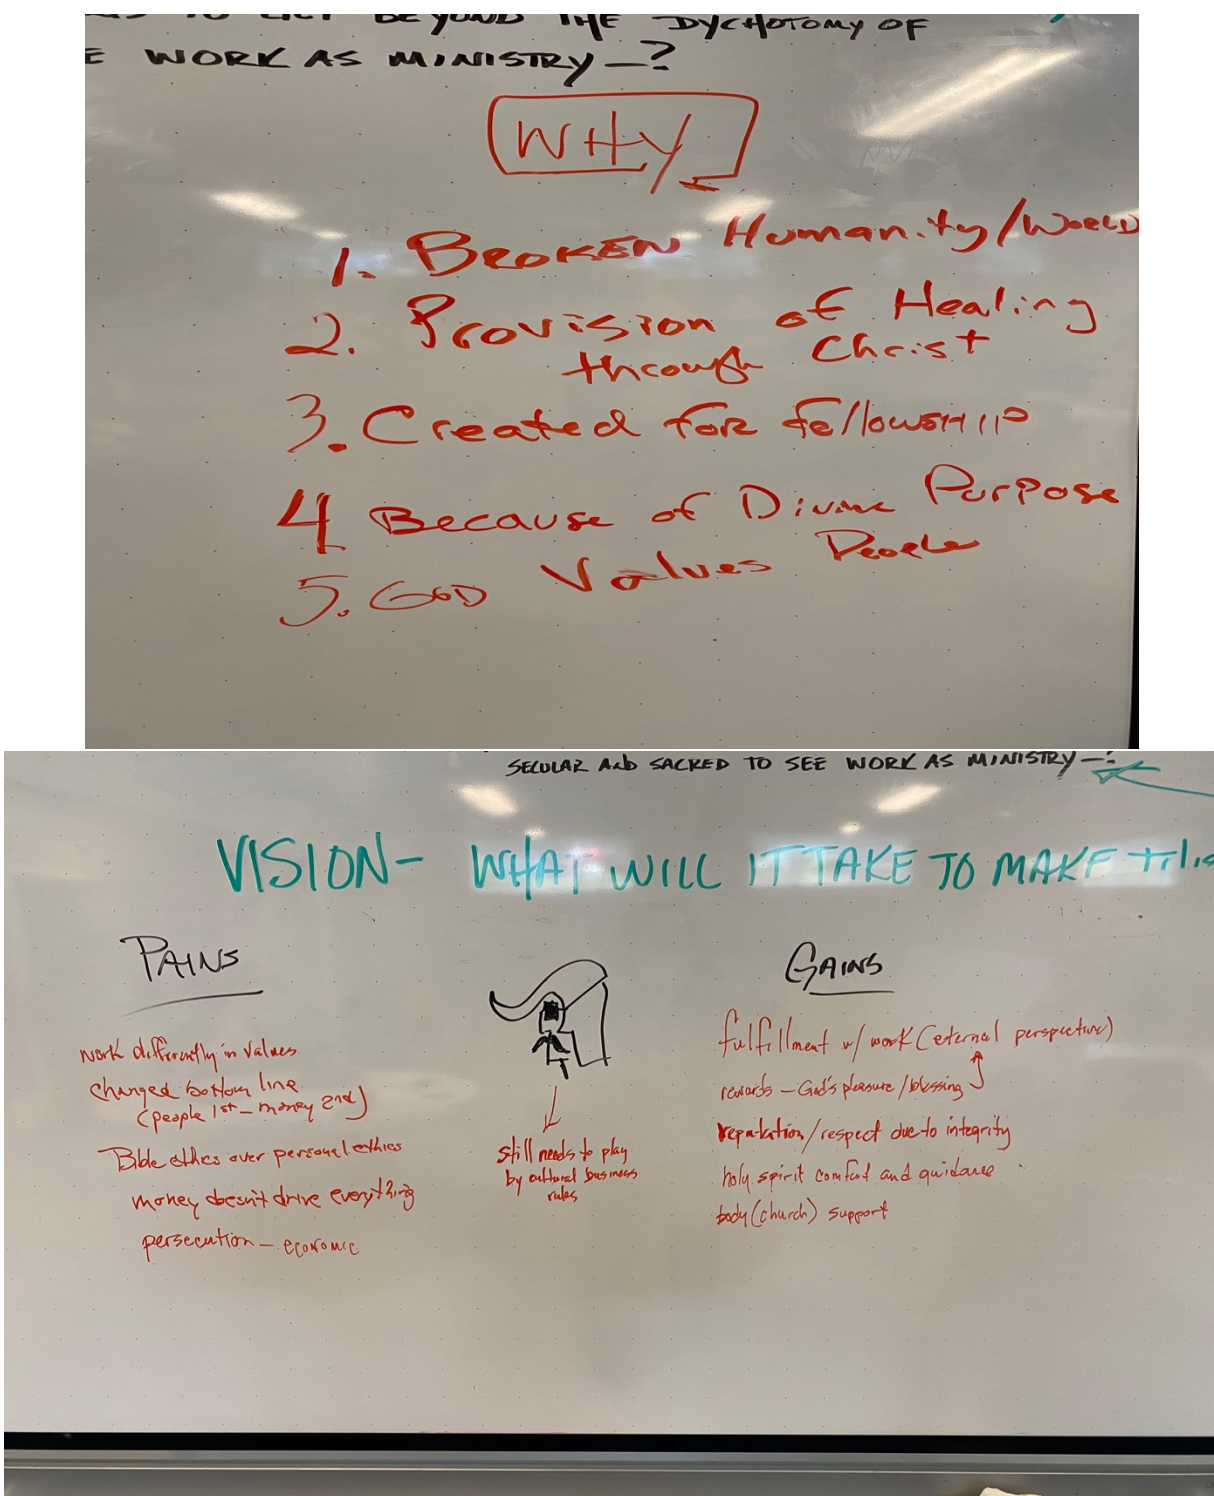 TO GET BEYOND THE DYCHOTOMY OF
E WORK AS MINISTRY —?
WHY
1. BROKEN Humanity/World
2. Provision of Healing
through Christ
3. Created for Fellowship
4 Because of Divine Purpose
5. GOD Values People
SECULAR And SACRED TO SEE WORK AS MINISTRY —?
VISION— WHAT WILL IT TAKE TO MAKE THIS
PAINS
GAINS
work differently in values
changed bottom line
(people 1st — money 2nd)
Bible ethics over personal ethics
money doesn't drive everything
persecution — economic
still needs to play
by cultural business
rules
fulfillment w/ work (eternal perspective)
rewards — God's pleasure/blessing
reputation/respect due to integrity
holy spirit comfort and guidance
body (church) support